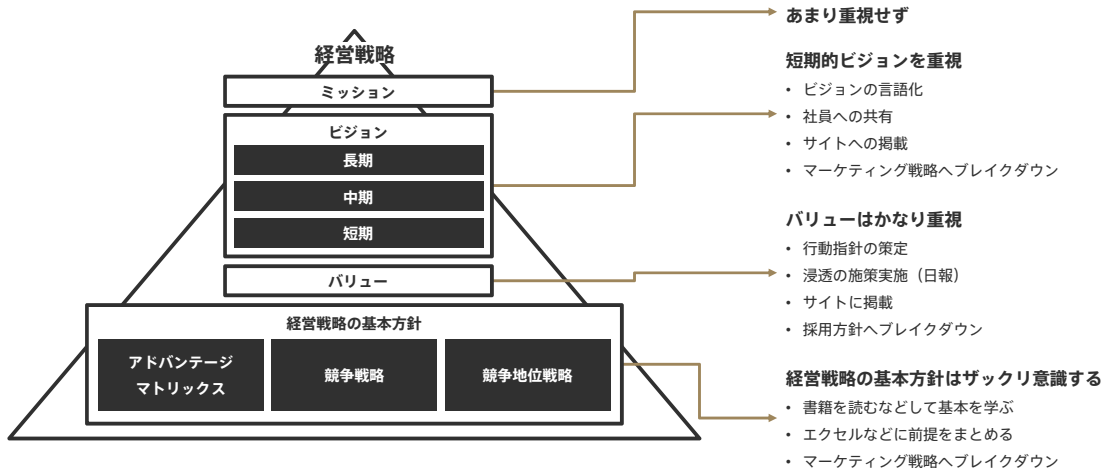 経営戦略
ミッション
ビジョン
長期
中期
短期
バリュー
経営戦略の基本方針
アドバンテージ
マトリックス
競争戦略
競争地位戦略
あまり重視せず
短期的ビジョンを重視
• ビジョンの言語化
• 社員への共有
• サイトへの掲載
• マーケティング戦略へブレイクダウン
バリューはかなり重視
• 行動指針の策定
• 浸透の施策実施（日報）
• サイトに掲載
• 採用方針へブレイクダウン
経営戦略の基本方針はザックリ意識する
• 書籍を読むなどして基本を学ぶ
• エクセルなどに前提をまとめる
• マーケティング戦略へブレイクダウン